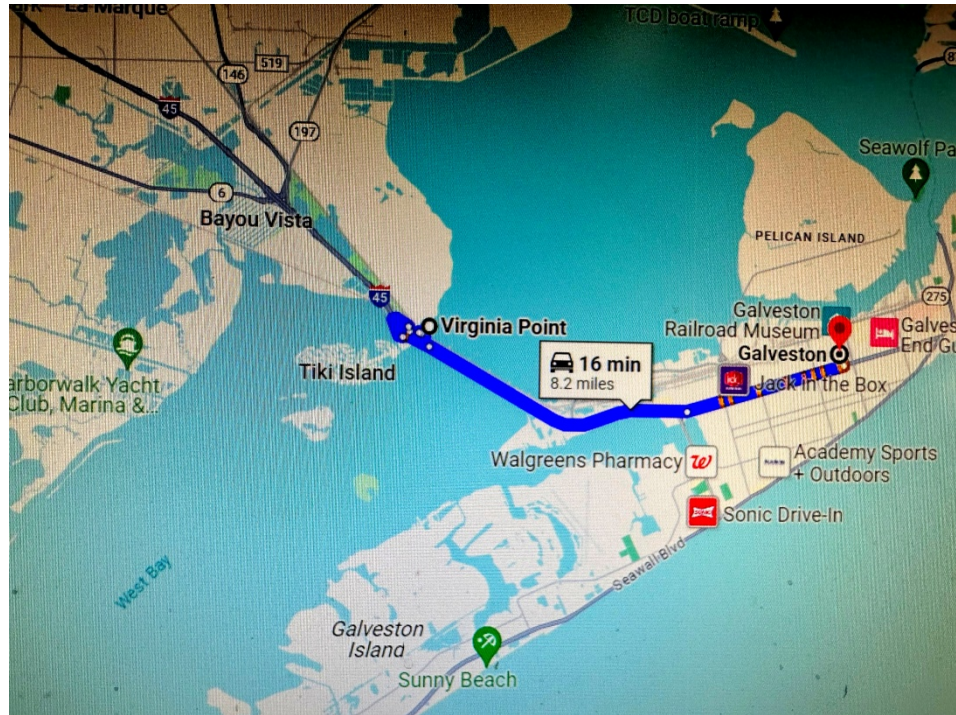 La Marque
TCD boat ramp
519
146
45
197
6
Bayou Vista
Seawolf Pa
PELICAN ISLAND
45
275
Virginia Point
Galveston
Railroad Museum
Galves
End Gu
Galveston
Tiki Island
16 min
8.2 miles
Jack in the Box
arborwalk Yacht
Club, Marina &...
Walgreens Pharmacy
Academy Sports
+ Outdoors
Sonic Drive-In
Seawall Blvd
West Bay
Galveston
Island
Sunny Beach